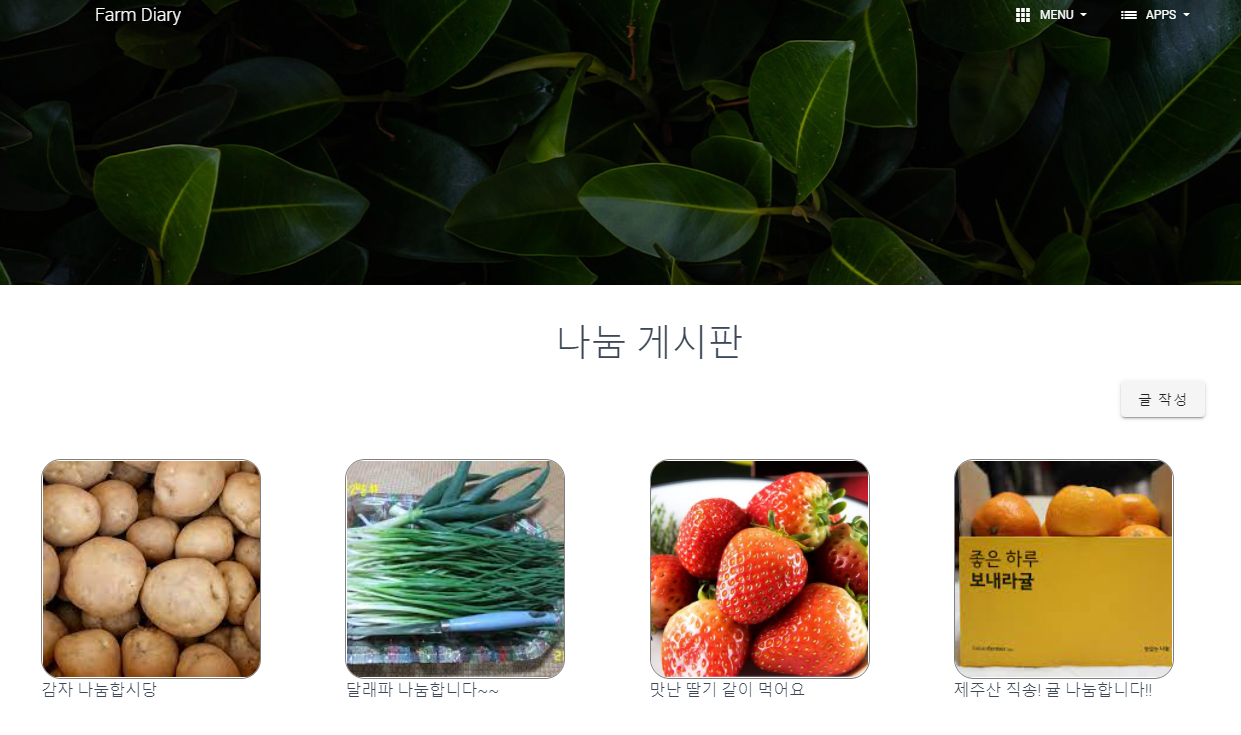 Farm Diary
MENU
APPS
나눔 게시판
글 작성
좋은 하루
보내라귤
감자 나눔합시당
달래파 나눔합니다~~
맛난 딸기 같이 먹어요
제주산 직송! 귤 나눔합니다!!